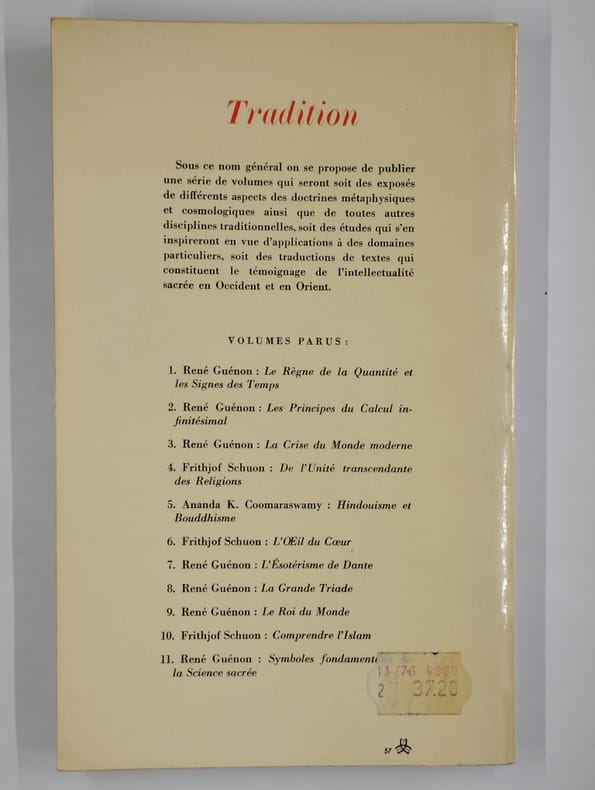 Tradition
Sous ce nom général on se propose de publier
une série de volumes qui seront soit des exposés
de différents aspects des doctrines métaphysiques
et cosmologiques ainsi que de toutes autres
disciplines traditionnelles, soit des études qui s'en
inspireront en vue d'applications à des domaines
particuliers, soit des traductions de textes qui
constituent le témoignage de l'intellectualité
sacrée en Occident et en Orient.
VOLUMES PARUS :
1. René Guénon : Le Règne de la Quantité et
les Signes des Temps
2. René Guénon : Les Principes du Calcul in-
finitésimal
3. René Guénon : La Crise du Monde moderne
4. Frithjof Schuon : De l'Unité transcendante
des Religions
5. Ananda K. Coomaraswamy : Hindouisme et
Bouddhisme
6. Frithjof Schuon : L'Œil du Cœur
7. René Guénon : L'Ésotérisme de Dante
8. René Guénon : La Grande Triade
9. René Guénon : Le Roi du Monde
10. Frithjof Schuon : Comprendre l'Islam
11. René Guénon : Symboles fondament
la Science sacrée
11/76
2 37.20
57